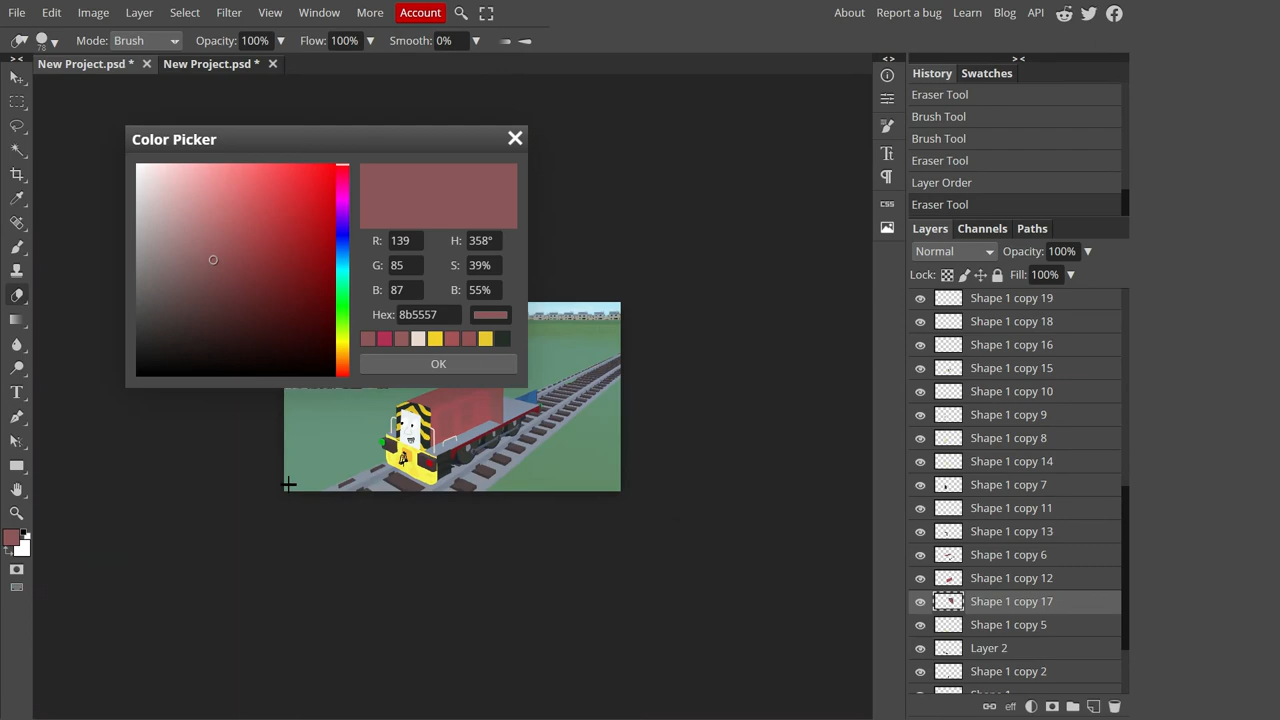 File Edit Image Layer Select Filter View Window More Account About Report a bug Learn Blog API
78 Mode: Brush Opacity: 100% Flow: 100% Smooth: 0%
> < New Project.psd * New Project.psd * < > > <
History Swatches
Eraser Tool
Brush Tool
Brush Tool
Eraser Tool
Layer Order
Eraser Tool
Color Picker
R: 139 H: 358°
G: 85 S: 39%
B: 87 B: 55%
Hex: 8b5557
OK
CSS
Layers Channels Paths
Normal Opacity: 100%
Lock: Fill: 100%
Shape 1 copy 19
Shape 1 copy 18
Shape 1 copy 16
Shape 1 copy 15
Shape 1 copy 10
Shape 1 copy 9
Shape 1 copy 8
Shape 1 copy 14
Shape 1 copy 7
Shape 1 copy 11
Shape 1 copy 13
Shape 1 copy 6
Shape 1 copy 12
Shape 1 copy 17
Shape 1 copy 5
Layer 2
Shape 1 copy 2
eff